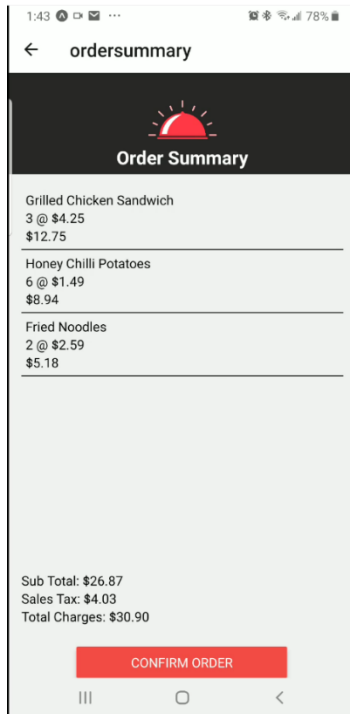 1:43 ··· 78%
ordersummary
Order Summary
Grilled Chicken Sandwich
3 @ $4.25
$12.75
Honey Chilli Potatoes
6 @ $1.49
$8.94
Fried Noodles
2 @ $2.59
$5.18
Sub Total: $26.87
Sales Tax: $4.03
Total Charges: $30.90
CONFIRM ORDER